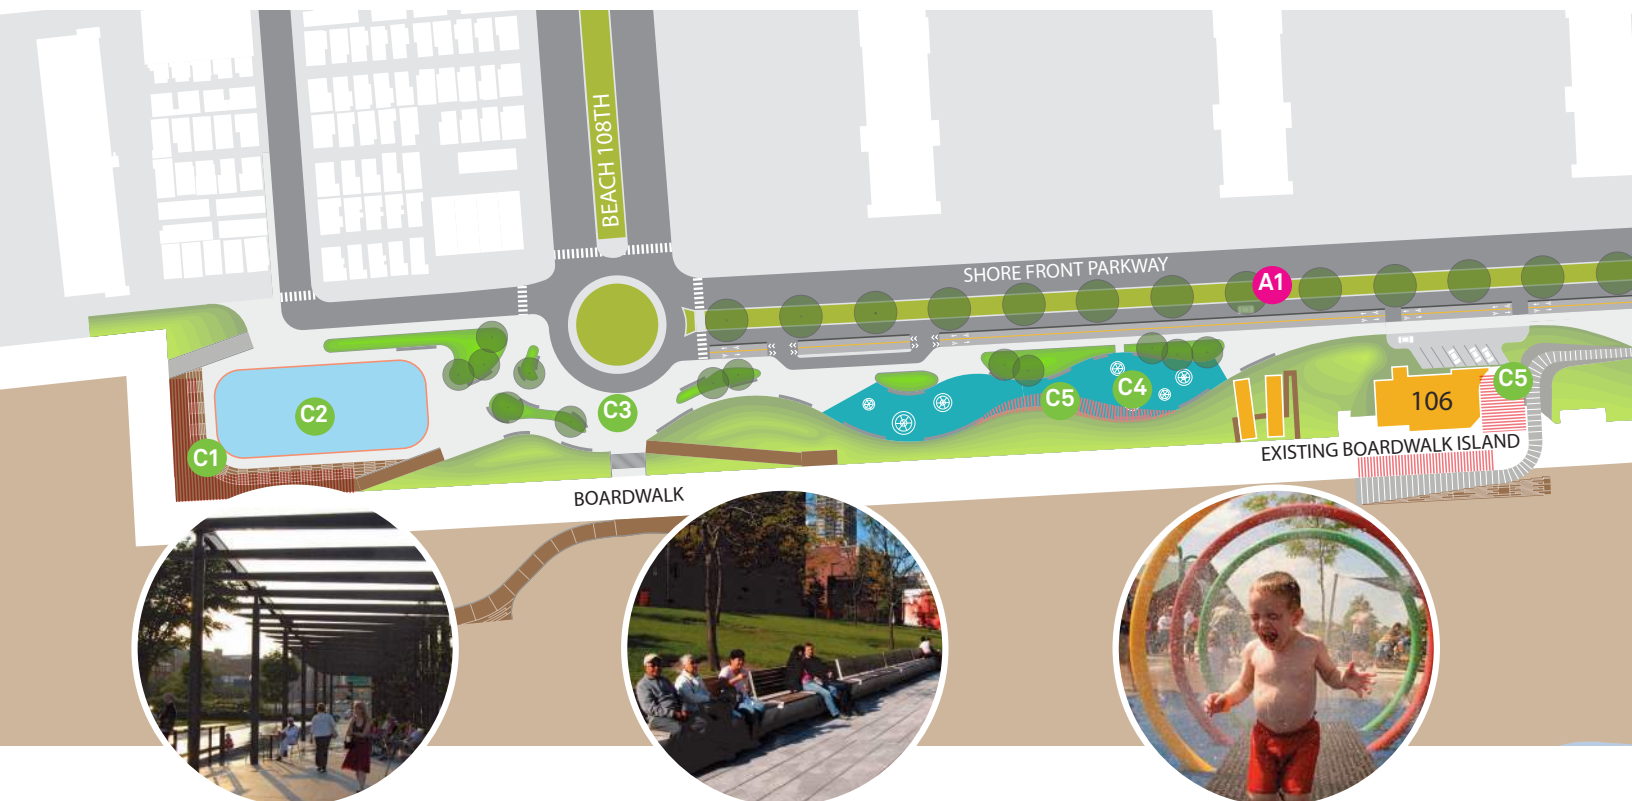 BEACH 108TH
SHORE FRONT PARKWAY
A1
C5
C4
C5
C2
C3
106
C1
EXISTING BOARDWALK ISLAND
BOARDWALK